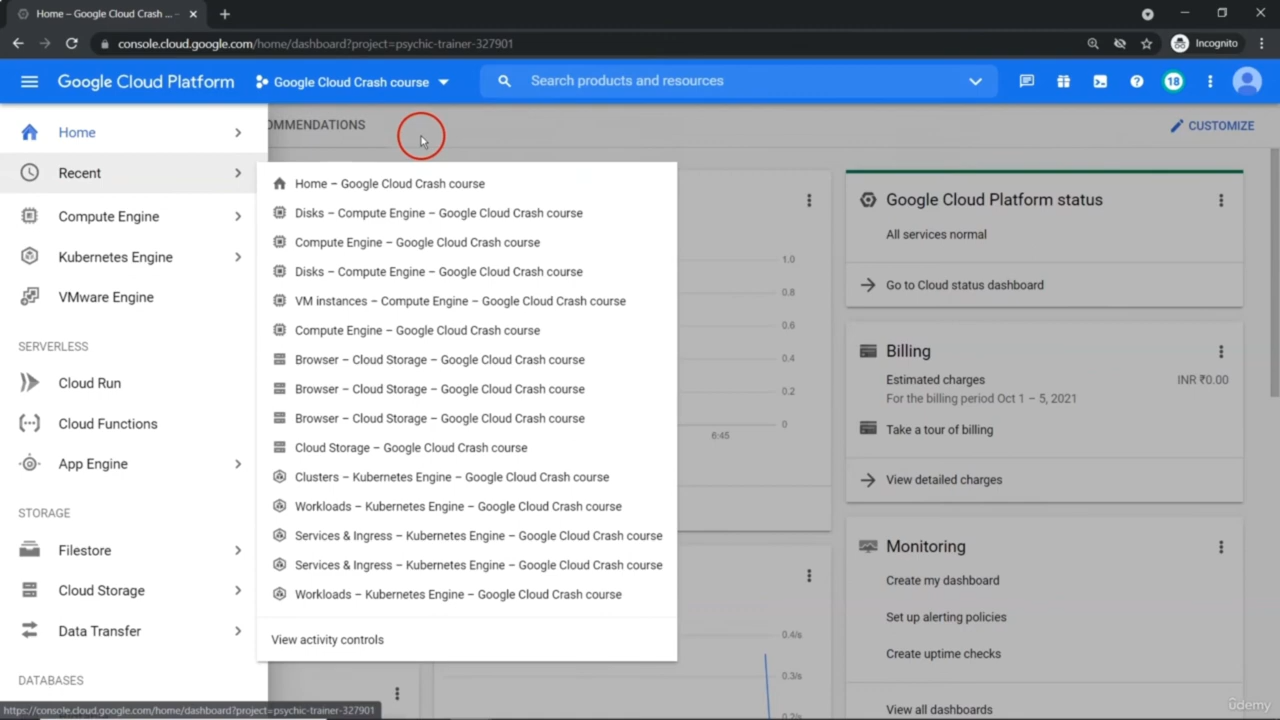 Home – Google Cloud Crash ... –
console.cloud.google.com/home/dashboard?project=psychic-trainer-327901
Incognito
Google Cloud Platform
Google Cloud Crash course
Search products and resources
18
Home
OMMENDATIONS
CUSTOMIZE
Recent
Compute Engine
Kubernetes Engine
VMware Engine
SERVERLESS
Cloud Run
Cloud Functions
App Engine
STORAGE
Filestore
Cloud Storage
Data Transfer
DATABASES
Home – Google Cloud Crash course
Disks – Compute Engine – Google Cloud Crash course
Compute Engine – Google Cloud Crash course
Disks – Compute Engine – Google Cloud Crash course
VM instances – Compute Engine – Google Cloud Crash course
Compute Engine – Google Cloud Crash course
Browser – Cloud Storage – Google Cloud Crash course
Browser – Cloud Storage – Google Cloud Crash course
Browser – Cloud Storage – Google Cloud Crash course
Cloud Storage – Google Cloud Crash course
Clusters – Kubernetes Engine – Google Cloud Crash course
Workloads – Kubernetes Engine – Google Cloud Crash course
Services & Ingress – Kubernetes Engine – Google Cloud Crash course
Services & Ingress – Kubernetes Engine – Google Cloud Crash course
Workloads – Kubernetes Engine – Google Cloud Crash course
View activity controls
1.0
0.8
0.6
0.4
0.2
0
6:45
0.4/s
0.3/s
0.2/s
Google Cloud Platform status
All services normal
Go to Cloud status dashboard
Billing
Estimated charges INR ₹0.00
For the billing period Oct 1 – 5, 2021
Take a tour of billing
View detailed charges
Monitoring
Create my dashboard
Set up alerting policies
Create uptime checks
View all dashboards
https://console.cloud.google.com/home/dashboard?project=psychic-trainer-327901
ûdemy